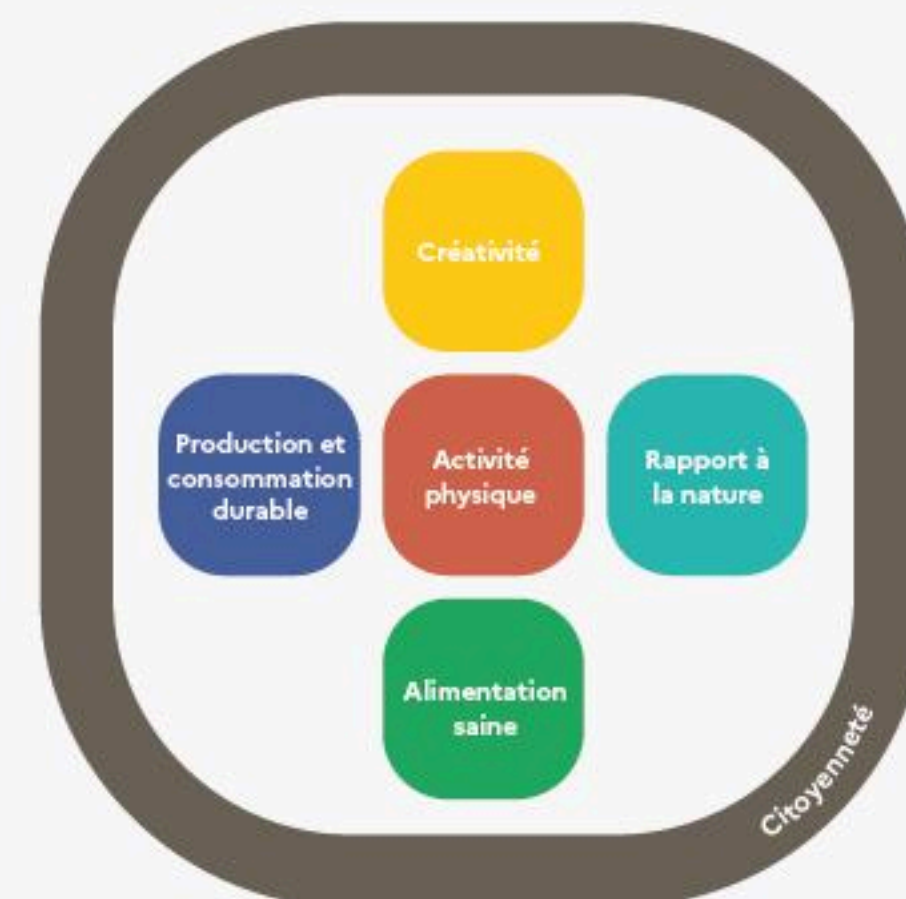 Créativité
Production et
consommation
durable
Activité
physique
Rapport à
la nature
Alimentation
saine
Citoyenneté